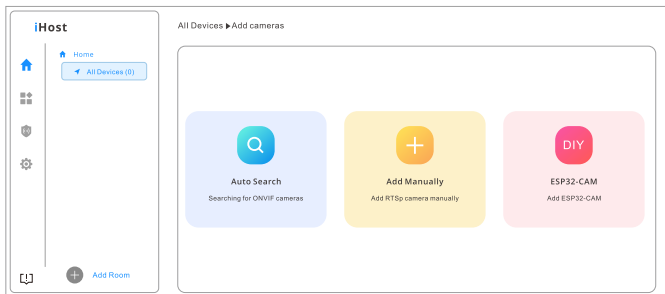 iHost
All Devices ▶Add cameras
Home
All Devices (0)
DIY
Auto Search
Add Manually
ESP32-CAM
Searching for ONVIF cameras
Add RTSp camera manually
Add ESP32-CAM
Add Room